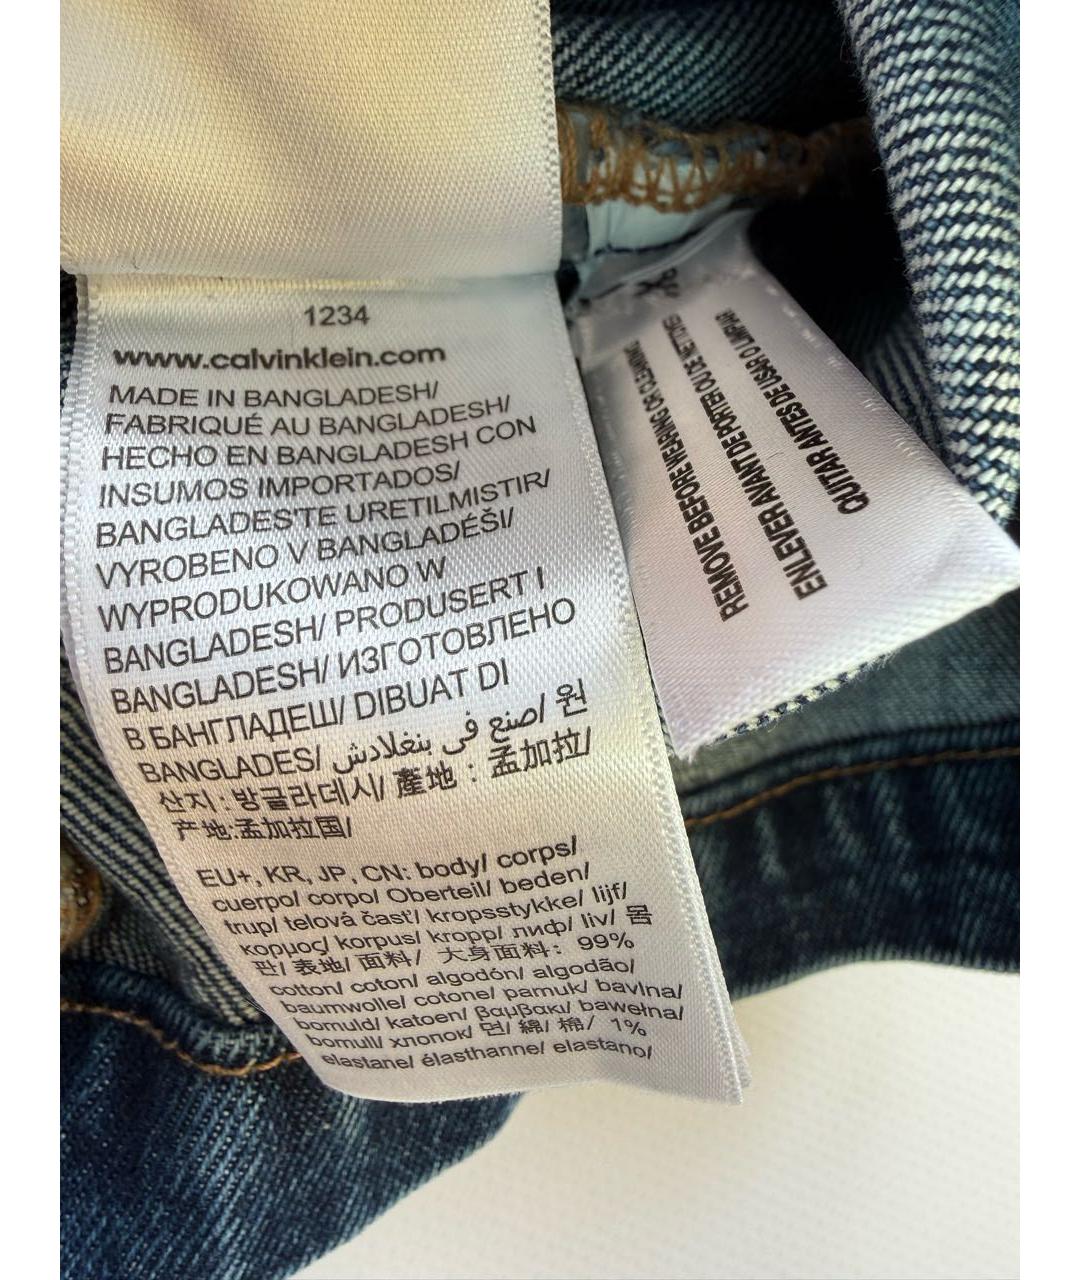 1234
www.calvinklein.com
MADE IN BANGLADESH/
FABRIQUÉ AU BANGLADESH/
HECHO EN BANGLADESH CON
INSUMOS IMPORTADOS/
BANGLADES'TE URETILMISTIR/
VYROBENO V BANGLADÉŠI/
WYPRODUKOWANO W
BANGLADESH/ PRODUSERT I
BANGLADESH/ ИЗГОТОВЛЕНО
В БАНГЛАДЕШ/ DIBUAT DI
BANGLADES/ صنع في بنغلادش/ 원
산지:방글라데시/ 產地:孟加拉/
产地:孟加拉国/
EU+, KR, JP, CN: body/ corps/
cuerpo/ corpo/ Oberteil/ beden/
trup/ telová časť/ kropsstykke/ lijf/
κορμος/ korpus/ kropp/ лиф/ liv/ 몸
판/ 表地/ 面料/ 大身面料: 99%
cotton/ coton/ algodón/ algodão/
baumwolle/ cotone/ pamuk/ bavlna/
bomuld/ katoen/ βαμβακι/ bawełna/
bomull/ хлопок/ 면/ 綿/ 棉/ 1%
elastane/ élasthanne/ elastano/
REMOVE BEFORE WEARING OR CLEANING
ENLEVER AVANT DE PORTER OU DE NETTOYER
QUITAR ANTES DE USAR O LIMPIAR